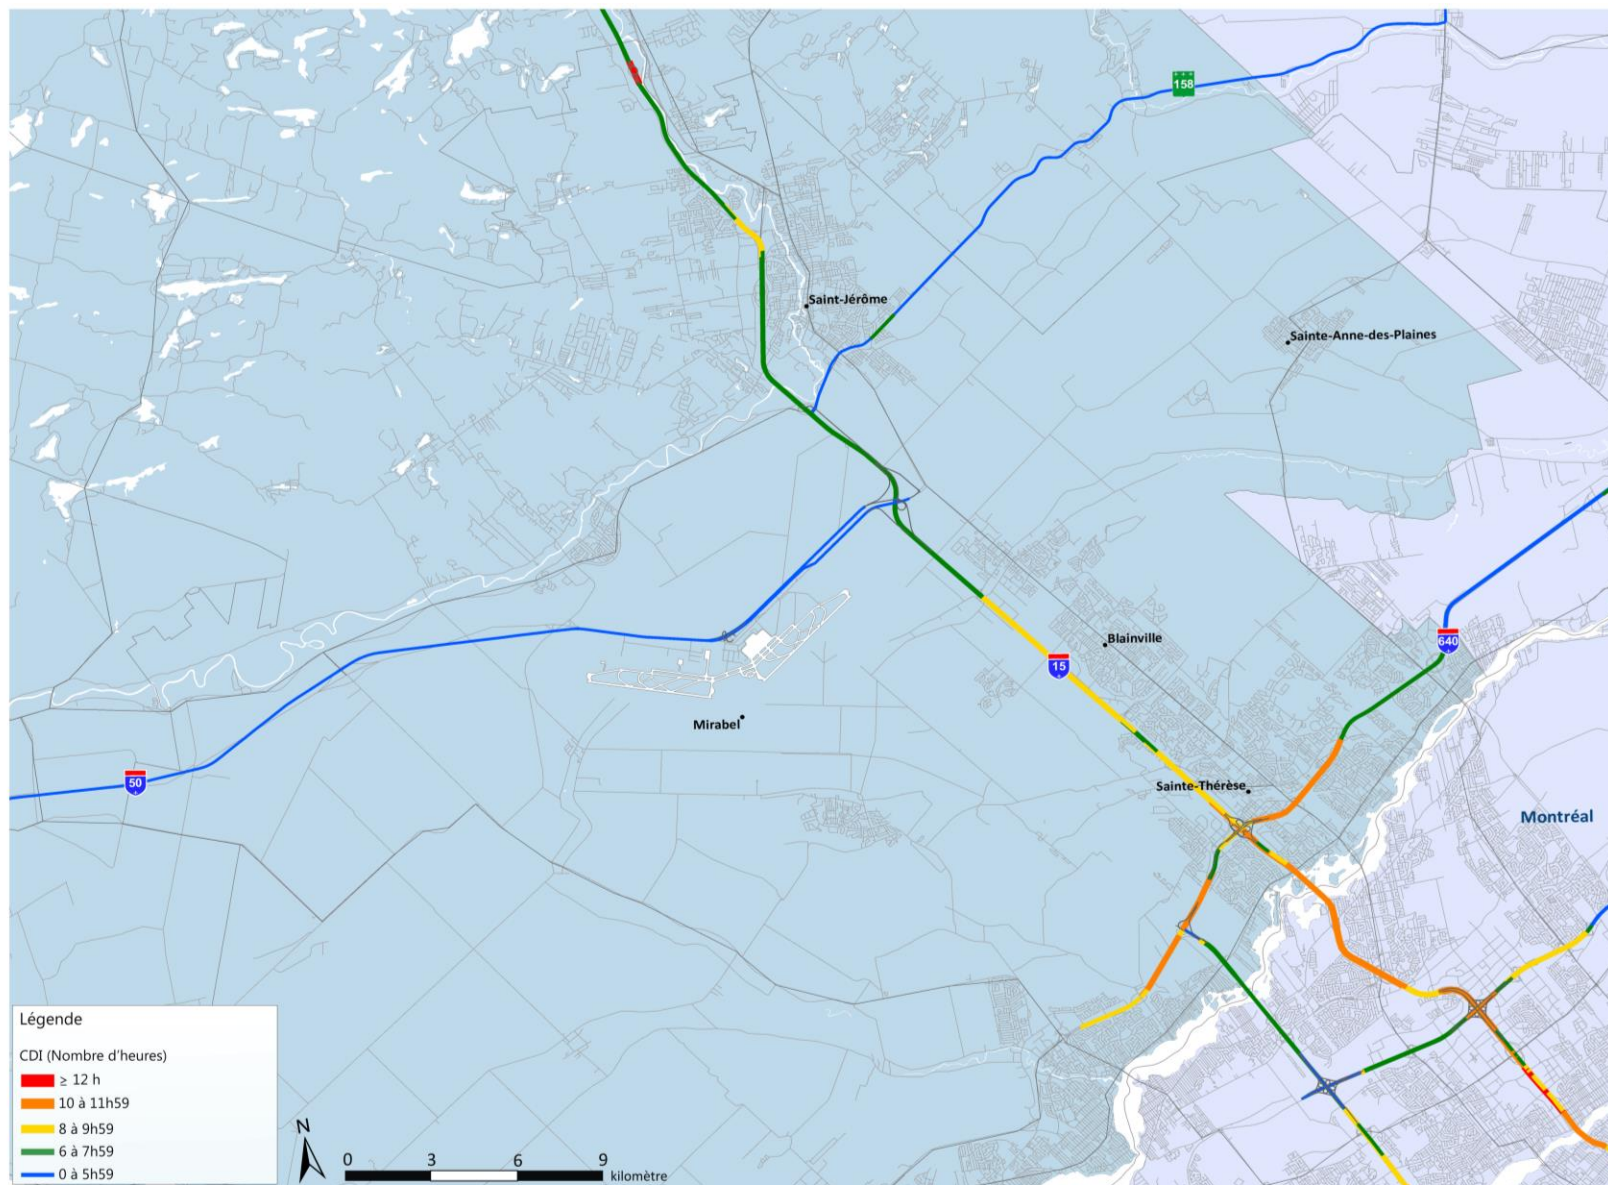 158
Saint-Jérôme
Sainte-Anne-des-Plaines
Blainville
640
15
Mirabel
50
Sainte-Thérèse
Montréal
Légende
CDI (Nombre d'heures)
≥ 12 h
10 à 11h59
8 à 9h59
6 à 7h59
0 à 5h59
N
0 3 6 9
kilomètre